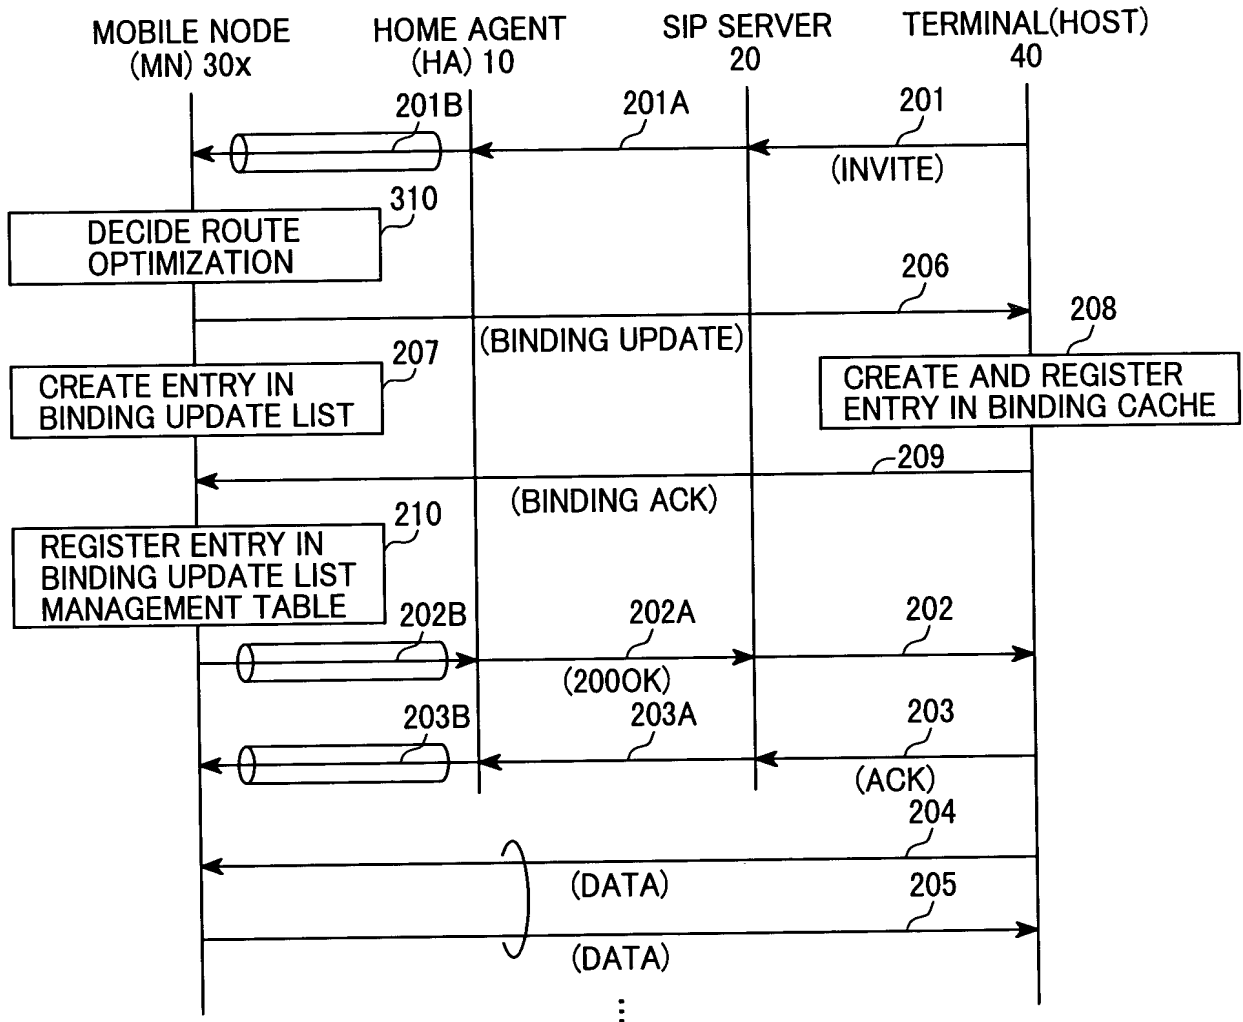 MOBILE NODE
(MN) 30x
HOME AGENT
(HA) 10
SIP SERVER
20
TERMINAL(HOST)
40
201B
201A
201
(INVITE)
310
DECIDE ROUTE
OPTIMIZATION
206
(BINDING UPDATE)
208
207
CREATE ENTRY IN
BINDING UPDATE LIST
CREATE AND REGISTER
ENTRY IN BINDING CACHE
209
(BINDING ACK)
210
REGISTER ENTRY IN
BINDING UPDATE LIST
MANAGEMENT TABLE
202B
202A
202
(200OK)
203B
203A
203
(ACK)
204
(DATA)
205
(DATA)